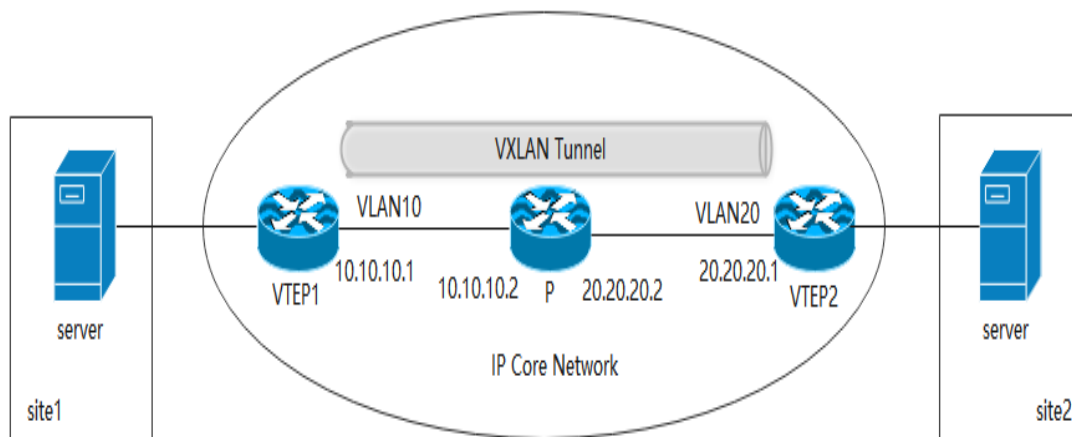 VXLAN Tunnel
VLAN10
VLAN20
10.10.10.1
10.10.10.2
20.20.20.2
20.20.20.1
VTEP1
P
VTEP2
server
server
IP Core Network
site1
site2